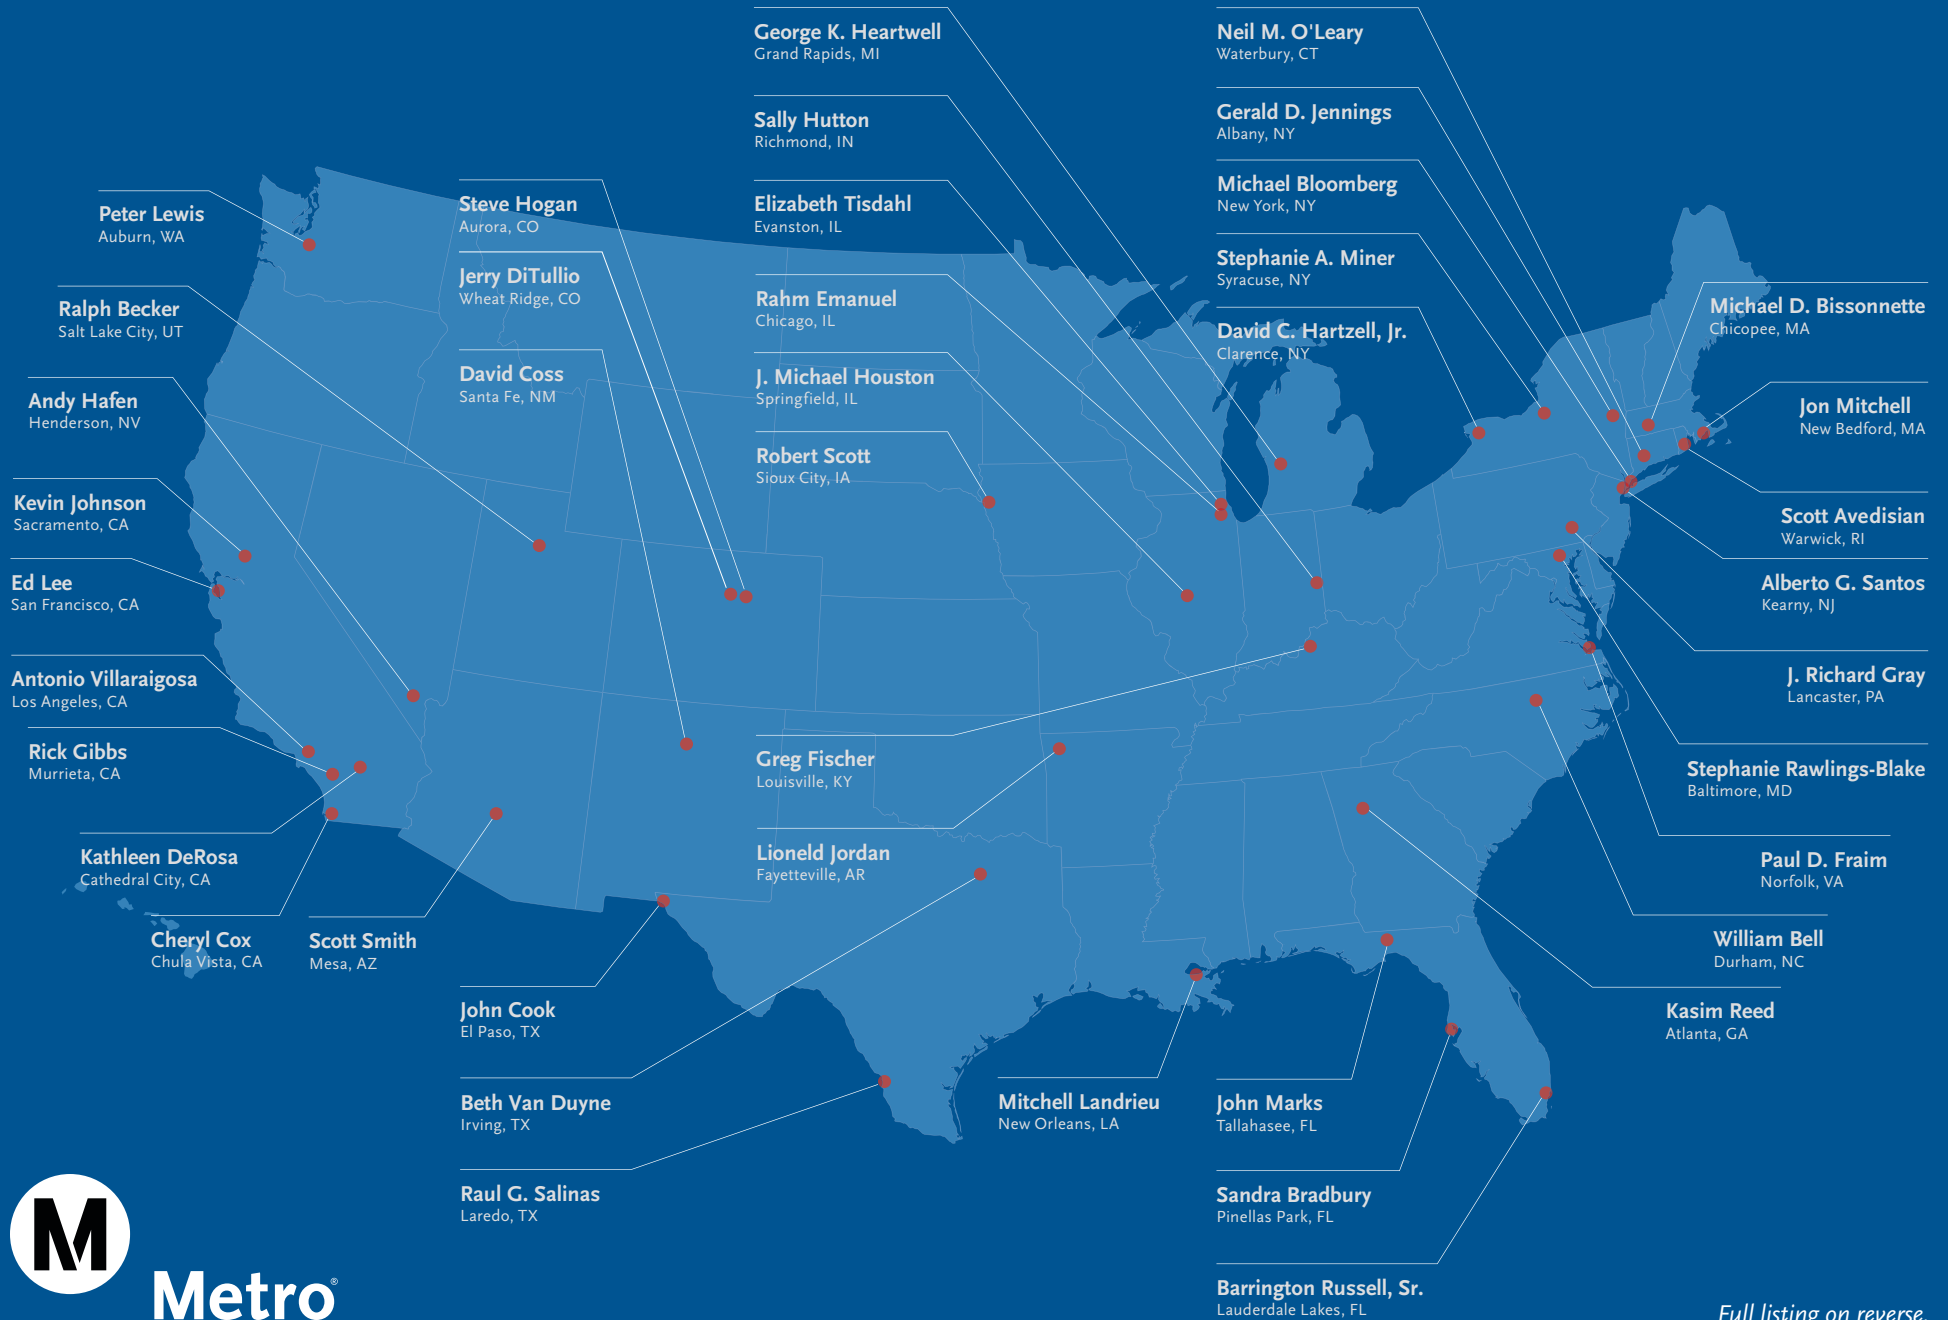 George K. Heartwell
Grand Rapids, MI
Neil M. O'Leary
Waterbury, CT
Sally Hutton
Richmond, IN
Gerald D. Jennings
Albany, NY
Peter Lewis
Auburn, WA
Steve Hogan
Aurora, CO
Elizabeth Tisdahl
Evanston, IL
Michael Bloomberg
New York, NY
Ralph Becker
Salt Lake City, UT
Jerry DiTullio
Wheat Ridge, CO
Rahm Emanuel
Chicago, IL
Stephanie A. Miner
Syracuse, NY
David C. Hartzell, Jr.
Clarence, NY
Michael D. Bissonnette
Chicopee, MA
Andy Hafen
Henderson, NV
David Coss
Santa Fe, NM
J. Michael Houston
Springfield, IL
Jon Mitchell
New Bedford, MA
Robert Scott
Sioux City, IA
Kevin Johnson
Sacramento, CA
Scott Avedisian
Warwick, RI
Ed Lee
San Francisco, CA
Alberto G. Santos
Kearny, NJ
Antonio Villaraigosa
Los Angeles, CA
J. Richard Gray
Lancaster, PA
Rick Gibbs
Murrieta, CA
Greg Fischer
Louisville, KY
Stephanie Rawlings-Blake
Baltimore, MD
Kathleen DeRosa
Cathedral City, CA
Lioneld Jordan
Fayetteville, AR
Paul D. Fraim
Norfolk, VA
Cheryl Cox
Chula Vista, CA
Scott Smith
Mesa, AZ
William Bell
Durham, NC
John Cook
El Paso, TX
Kasim Reed
Atlanta, GA
Beth Van Duyne
Irving, TX
Mitchell Landrieu
New Orleans, LA
John Marks
Tallahasee, FL
Raul G. Salinas
Laredo, TX
Sandra Bradbury
Pinellas Park, FL
Barrington Russell, Sr.
Lauderdale Lakes, FL
M
Metro®
Full listing on reverse.